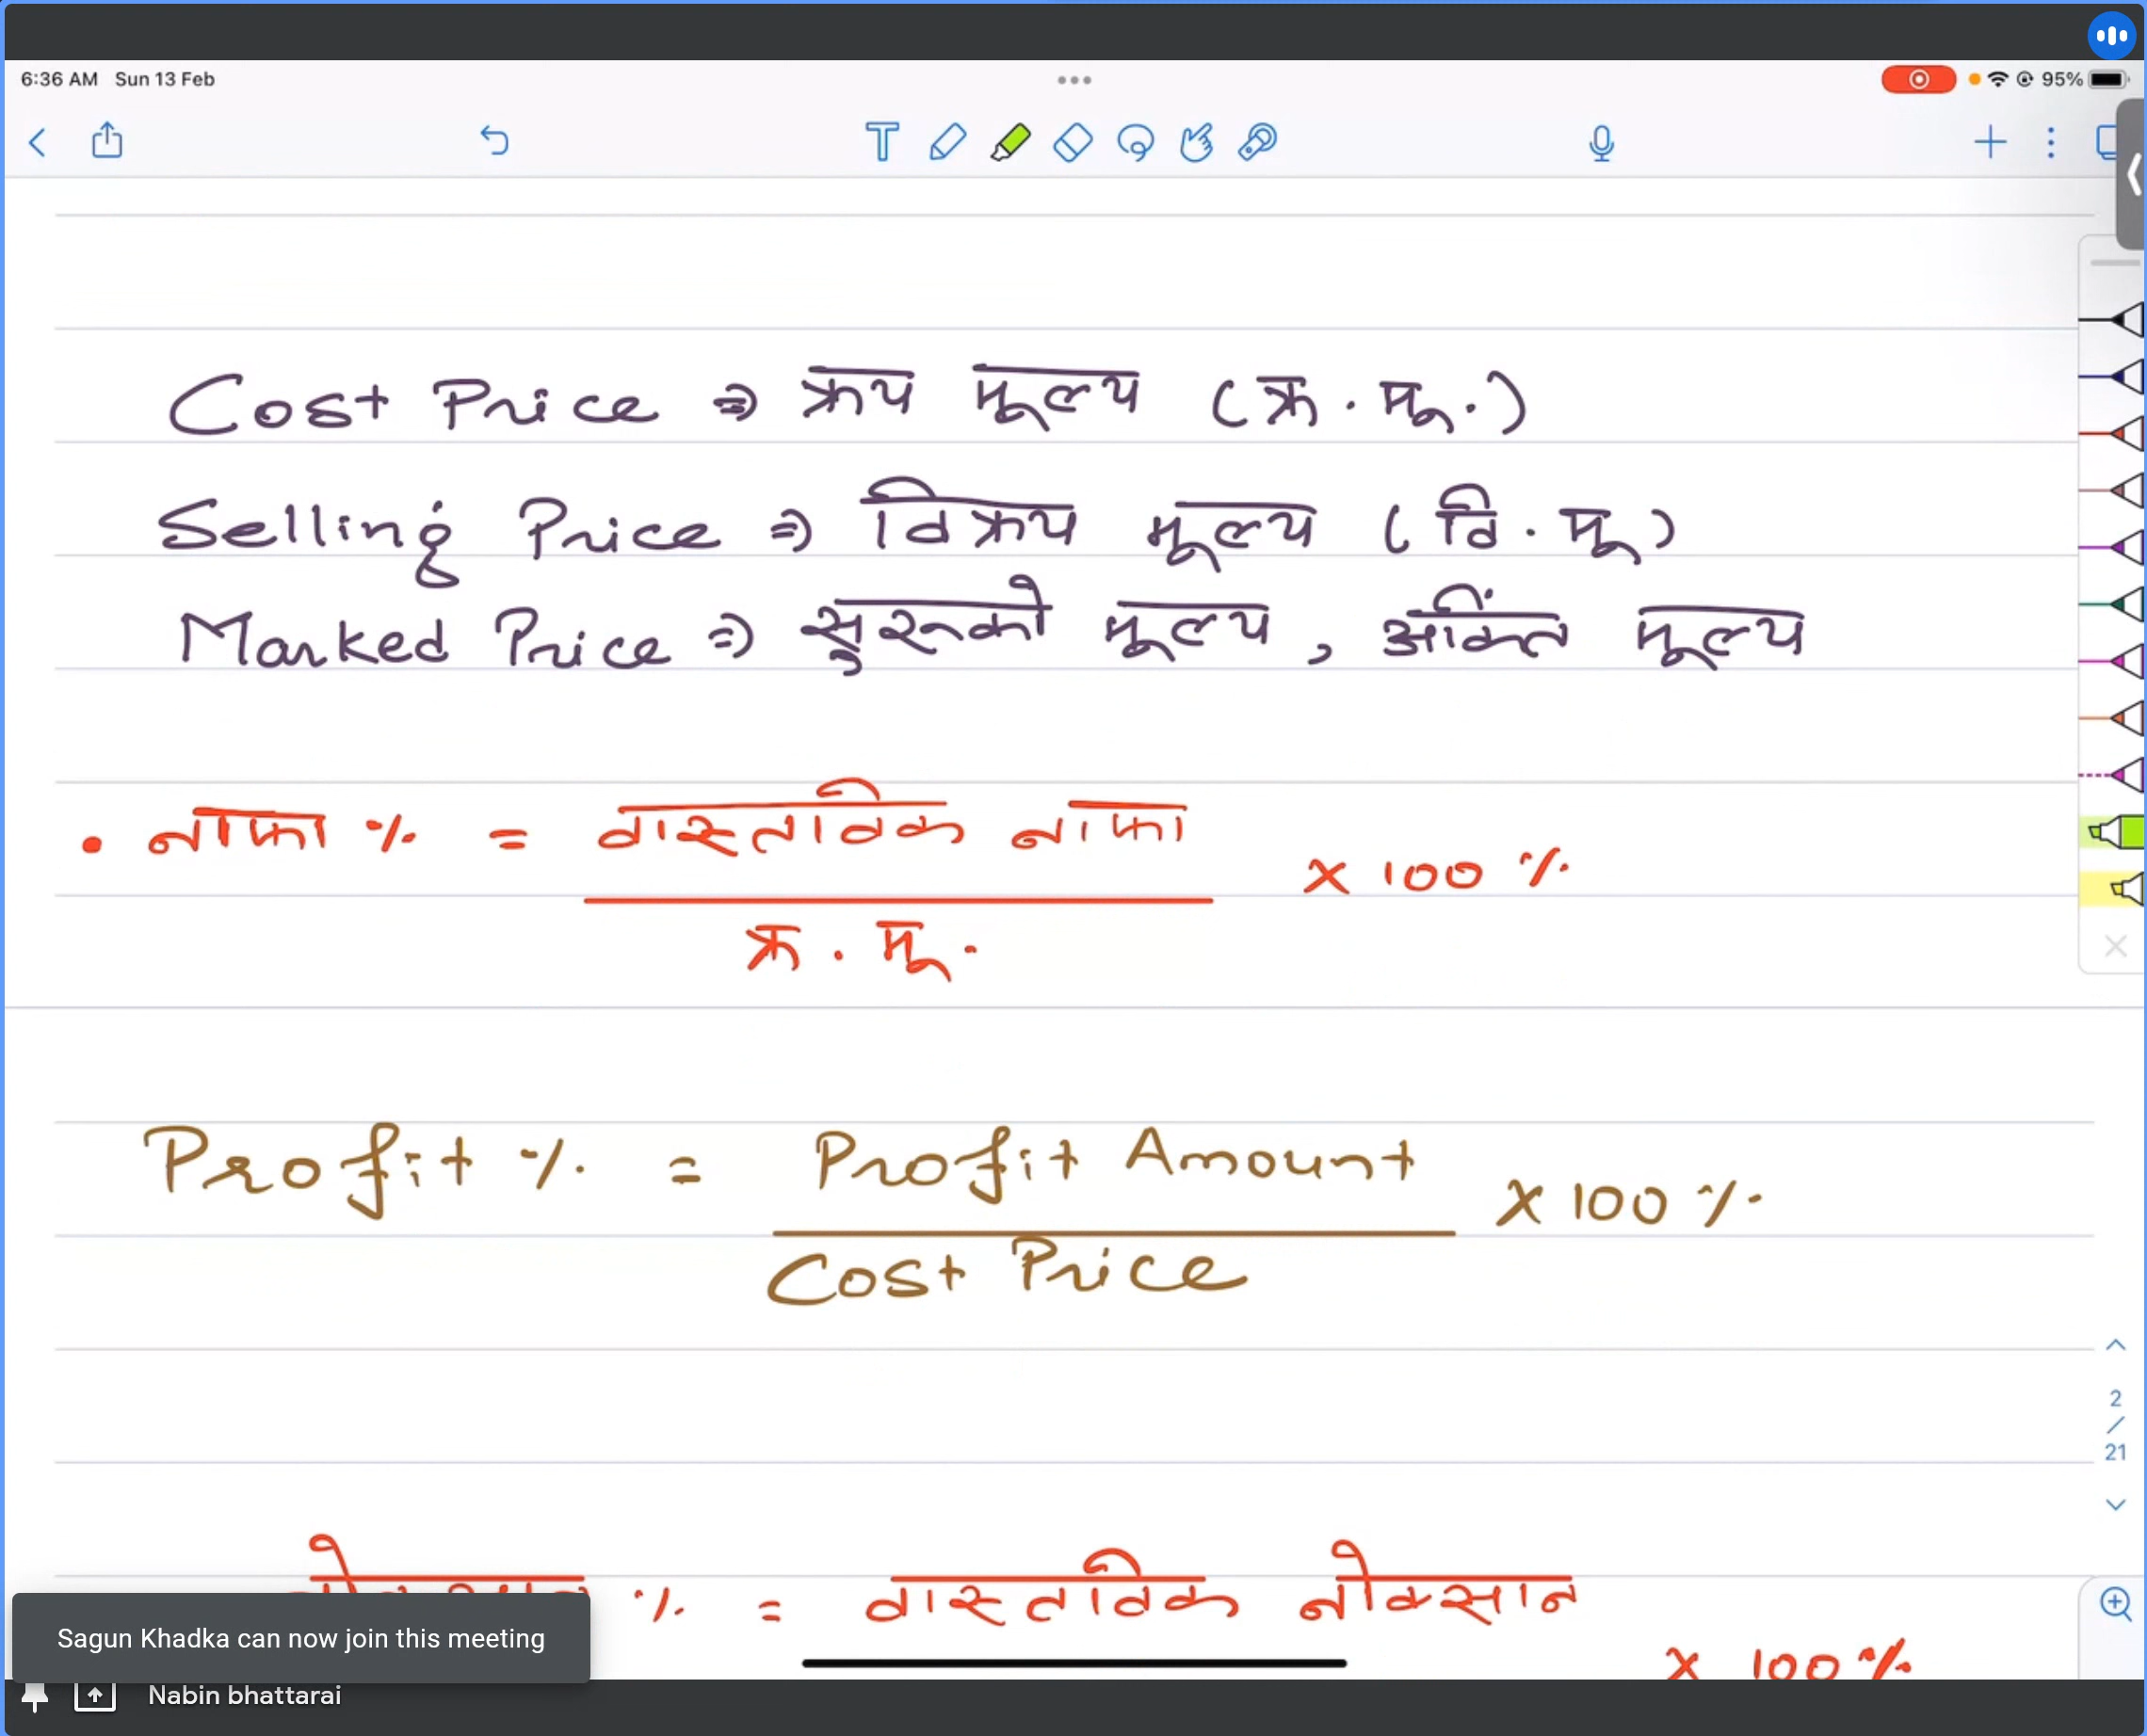 6:36 AM Sun 13 Feb
95%
Cost Price ⇒ क्रय मूल्य (क्र. मू.)
Selling Price ⇒ विक्रय मूल्य (वि. मू)
Marked Price ⇒ सुरूको मूल्य, अंकित मूल्य
• नाफा % = वास्तविक नाफा
x 100 %
क्र. मू.
Profit % = Profit Amount
x 100 %
Cost Price
2
/
21
% = वास्तविक नोक्सान
x 100 %
Sagun Khadka can now join this meeting
Nabin bhattarai